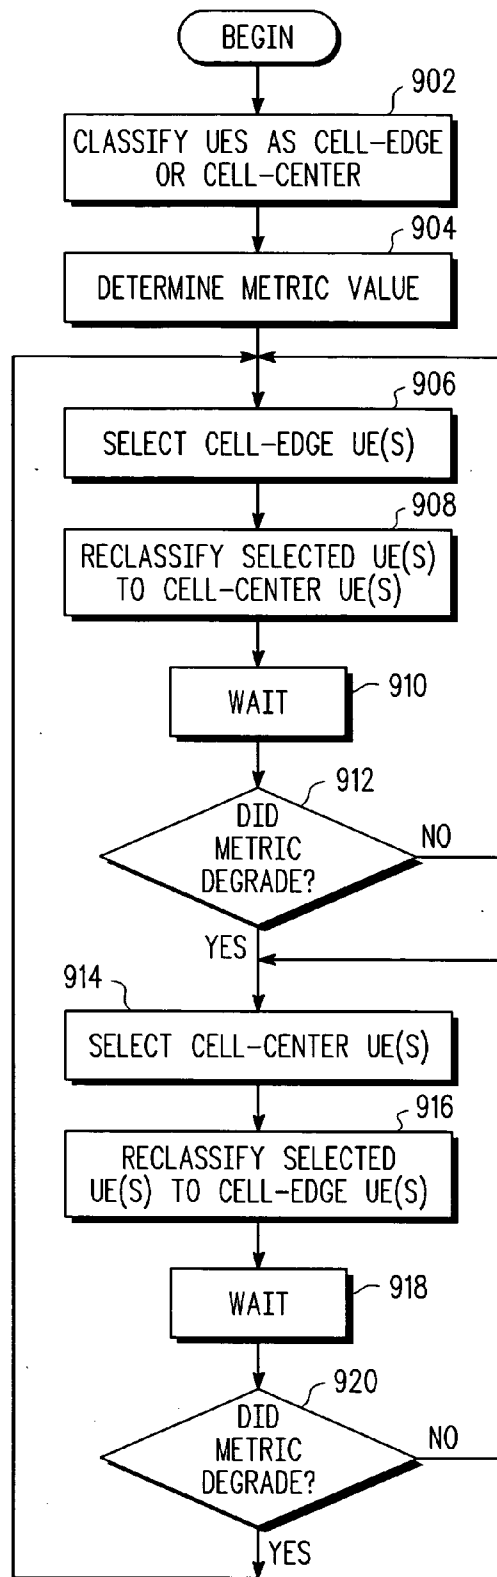 BEGIN
902
CLASSIFY UES AS CELL-EDGE
OR CELL-CENTER
904
DETERMINE METRIC VALUE
906
SELECT CELL-EDGE UE(S)
908
RECLASSIFY SELECTED UE(S)
TO CELL-CENTER UE(S)
910
WAIT
912
DID
METRIC
DEGRADE?
NO
YES
914
SELECT CELL-CENTER UE(S)
916
RECLASSIFY SELECTED
UE(S) TO CELL-EDGE UE(S)
918
WAIT
920
DID
METRIC
DEGRADE?
NO
YES